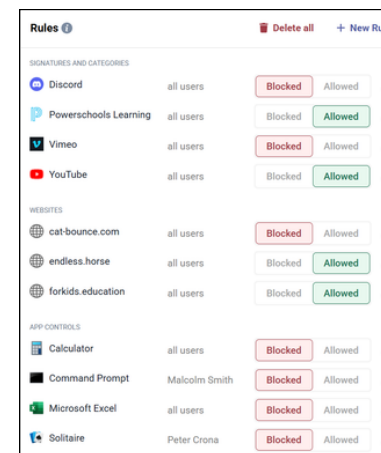 Rules Delete all + New Ru
SIGNATURES AND CATEGORIES
Discord all users Blocked Allowed
Powerschools Learning all users Blocked Allowed
Vimeo all users Blocked Allowed
YouTube all users Blocked Allowed
WEBSITES
cat-bounce.com all users Blocked Allowed
endless.horse all users Blocked Allowed
forkids.education all users Blocked Allowed
APP CONTROLS
Calculator all users Blocked Allowed
Command Prompt Malcolm Smith Blocked Allowed
Microsoft Excel all users Blocked Allowed
Solitaire Peter Crona Blocked Allowed